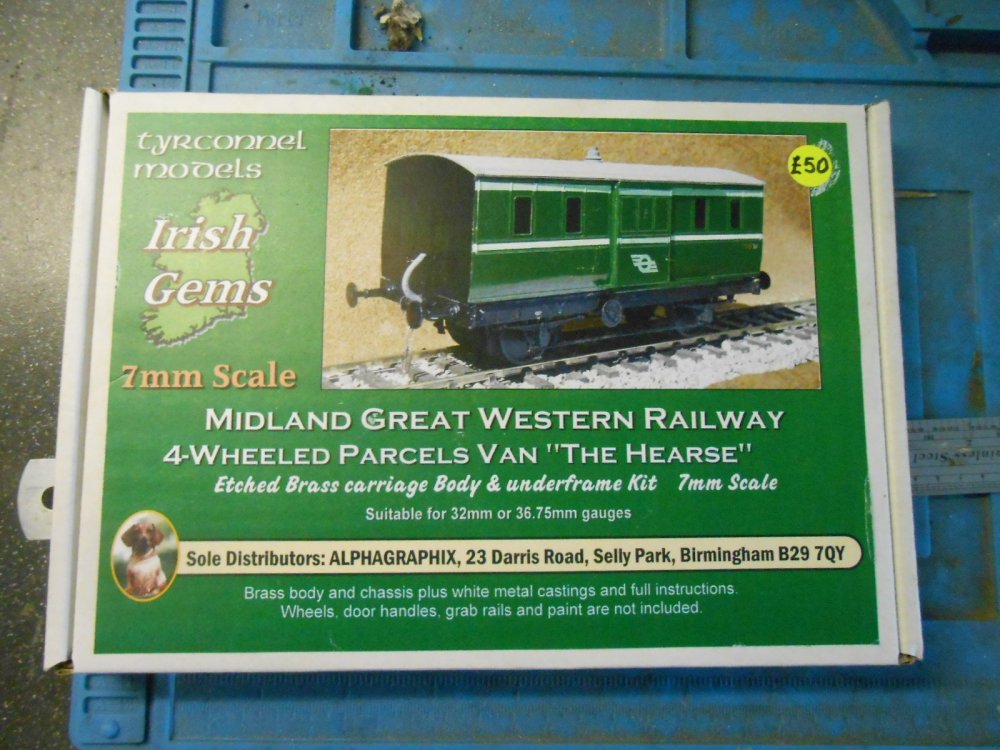 tyrconnel
models
Irish
Gems
7mm Scale
£50
MIDLAND GREAT WESTERN RAILWAY
4-WHEELED PARCELS VAN "THE HEARSE"
Etched Brass carriage Body & underframe Kit 7mm Scale
Suitable for 32mm or 36.75mm gauges
Sole Distributors: ALPHAGRAPHIX, 23 Darris Road, Selly Park, Birmingham B29 7QY
Brass body and chassis plus white metal castings and full instructions.
Wheels, door handles, grab rails and paint are not included.
Steel